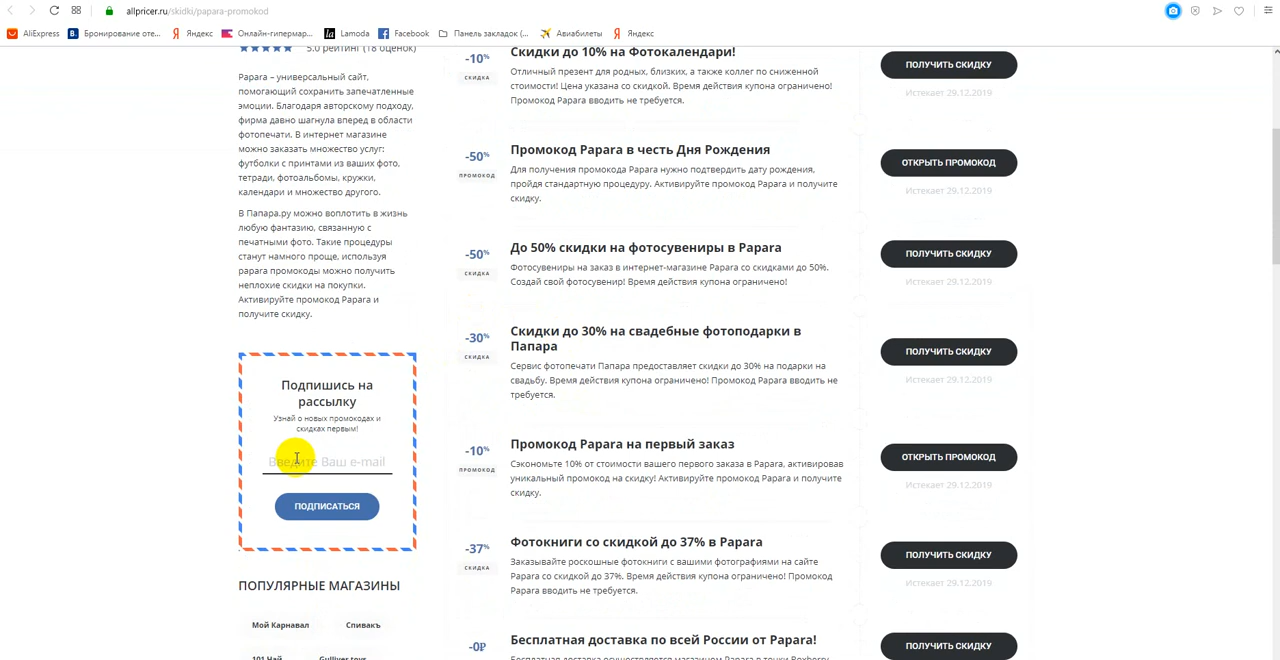 allpricer.ru/skidki/papara-promokod
AliExpress
Бронирование оте...
Яндекс
Онлайн-гипермар...
Lamoda
Facebook
Панель закладок (...
Авиабилеты
Яндекс
5.0 рейтинг (18 оценок)
Papara – универсальный сайт,
помогающий сохранить запечатленные
эмоции. Благодаря авторскому подходу,
фирма давно шагнула вперед в области
фотопечати. В интернет магазине
можно заказать множество услуг:
футболки с принтами из ваших фото,
тетради, фотоальбомы, кружки,
календари и множество другого.
В Папара.ру можно воплотить в жизнь
любую фантазию, связанную с
печатными фото. Такие процедуры
станут намного проще, используя
papara промокоды можно получить
неплохие скидки на покупки.
Активируйте промокод Papara и
получите скидку.
Подпишись на
рассылку
Узнай о новых промокодах и
скидках первым!
Введите Ваш e-mail
ПОДПИСАТЬСЯ
ПОПУЛЯРНЫЕ МАГАЗИНЫ
Мой Карнавал
Спивакъ
101 Чай
Gulliver toys
-10%
СКИДКА
Скидки до 10% на Фотокалендари!
Отличный презент для родных, близких, а также коллег по сниженной
стоимости! Цена указана со скидкой. Время действия купона ограничено!
Промокод Papara вводить не требуется.
ПОЛУЧИТЬ СКИДКУ
Истекает 29.12.2019
-50%
ПРОМОКОД
Промокод Papara в честь Дня Рождения
Для получения промокода Papara нужно подтвердить дату рождения,
пройдя стандартную процедуру. Активируйте промокод Papara и получите
скидку.
ОТКРЫТЬ ПРОМОКОД
Истекает 29.12.2019
-50%
СКИДКА
До 50% скидки на фотосувениры в Papara
Фотосувениры на заказ в интернет-магазине Papara со скидками до 50%.
Создай свой фотосувенир! Время действия купона ограничено!
ПОЛУЧИТЬ СКИДКУ
Истекает 29.12.2019
-30%
СКИДКА
Скидки до 30% на свадебные фотоподарки в
Папара
Сервис фотопечати Папара предоставляет скидки до 30% на подарки на
свадьбу. Время действия купона ограничено! Промокод Papara вводить не
требуется.
ПОЛУЧИТЬ СКИДКУ
Истекает 29.12.2019
-10%
ПРОМОКОД
Промокод Papara на первый заказ
Сэкономьте 10% от стоимости вашего первого заказа в Papara, активировав
уникальный промокод на скидку! Активируйте промокод Papara и получите
скидку.
ОТКРЫТЬ ПРОМОКОД
Истекает 29.12.2019
-37%
СКИДКА
Фотокниги со скидкой до 37% в Papara
Заказывайте роскошные фотокниги с вашими фотографиями на сайте
Papara со скидкой до 37%. Время действия купона ограничено! Промокод
Papara вводить не требуется.
ПОЛУЧИТЬ СКИДКУ
Истекает 29.12.2019
-0₽
Бесплатная доставка по всей России от Papara!
Бесплатная доставка осуществляется магазином Papara в точки Boxberry
ПОЛУЧИТЬ СКИДКУ